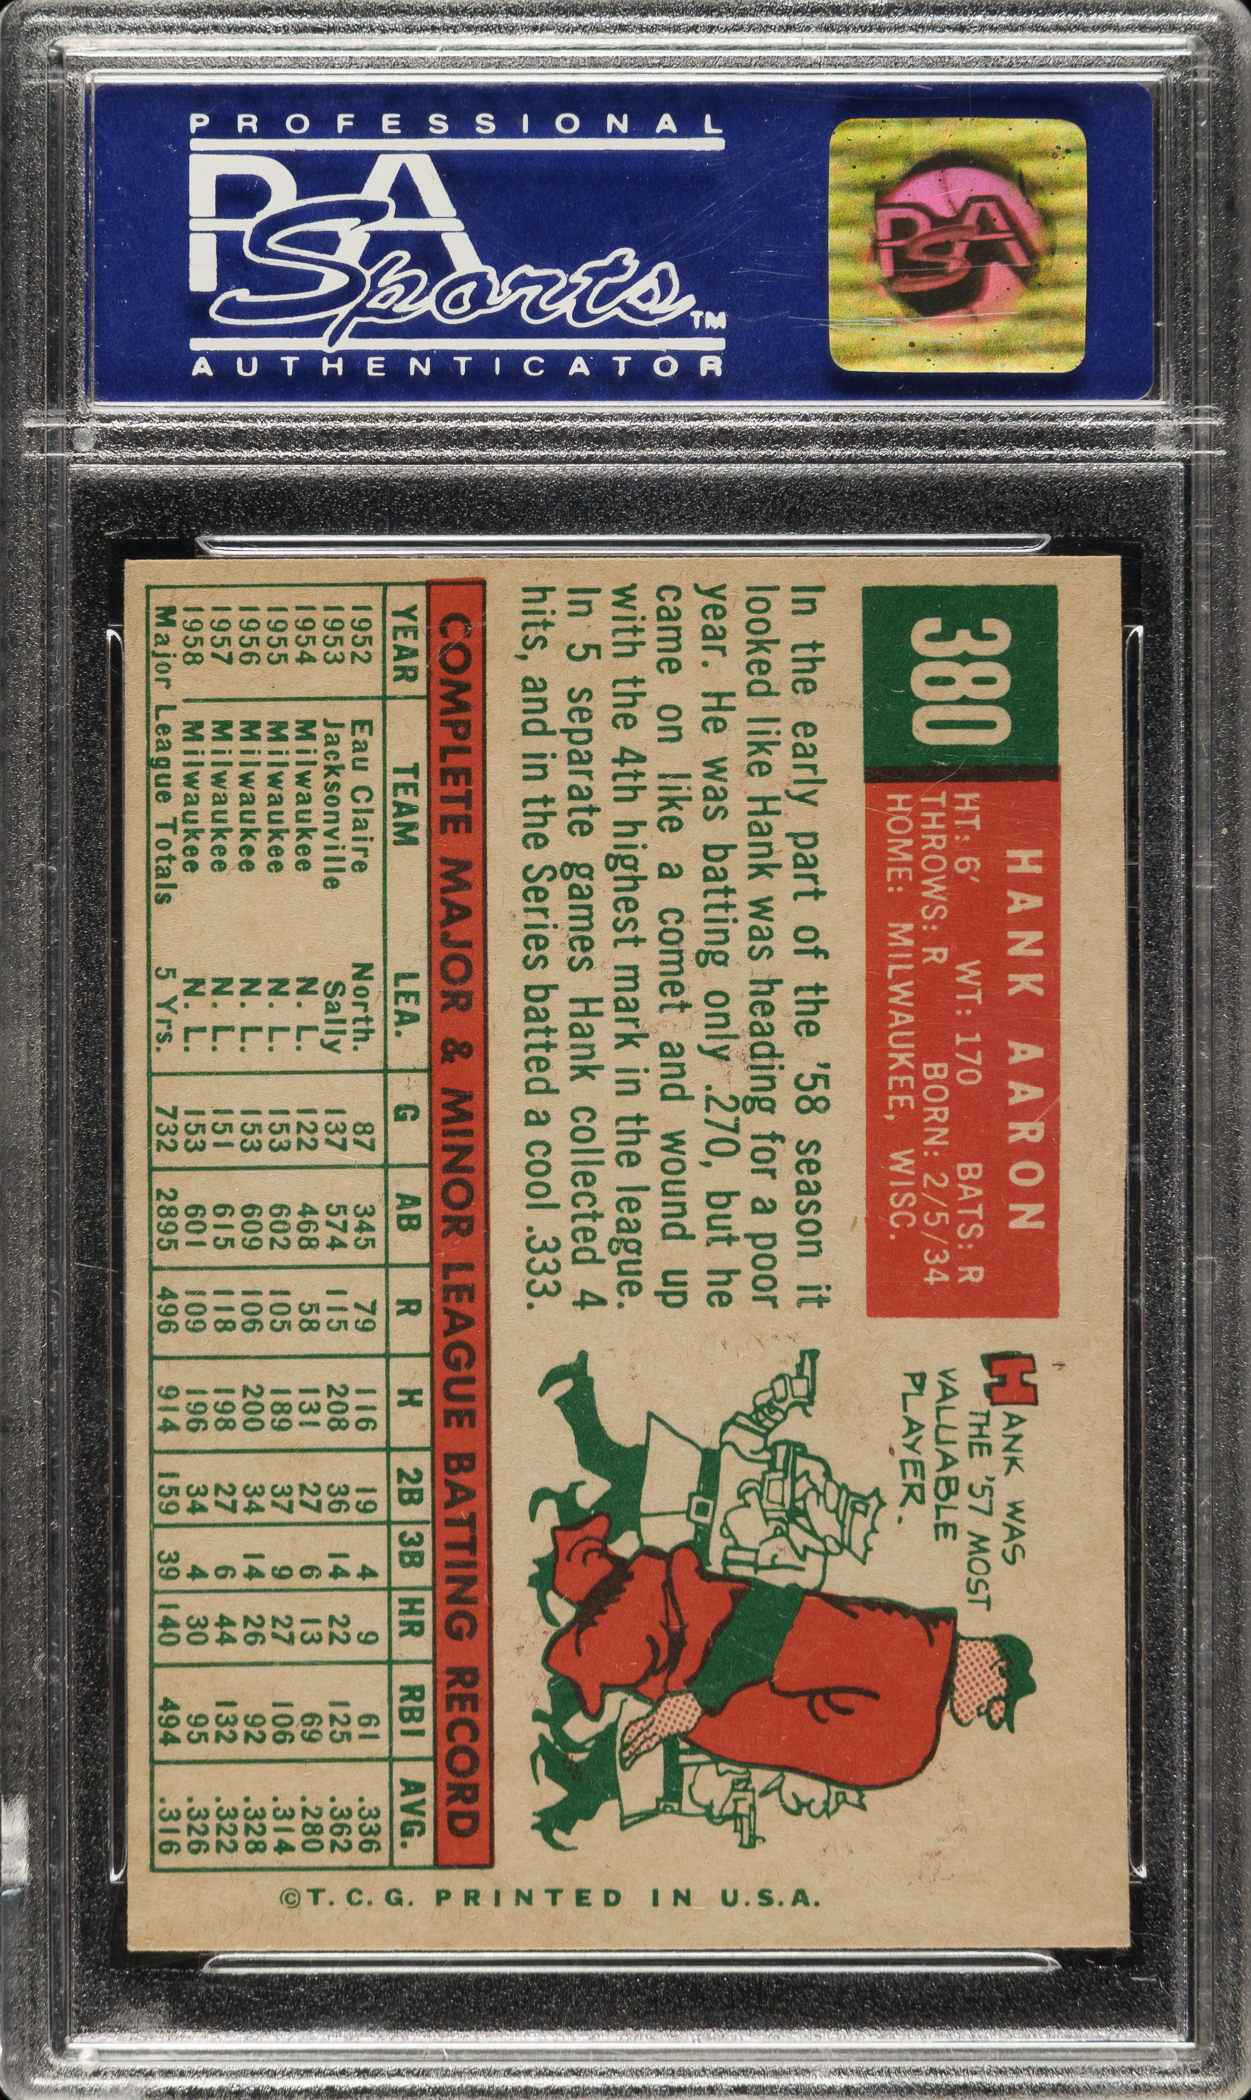 PROFESSIONAL
PSA
Sports™
AUTHENTICATOR
PSA
380
HANK AARON
HT: 6' WT: 170 BATS: R
THROWS: R BORN: 2/5/34
HOME: MILWAUKEE, WISC.
In the early part of the '58 season it
looked like Hank was heading for a poor
year. He was batting only .270, but he
came on like a comet and wound up
with the 4th highest mark in the league.
In 5 separate games Hank collected 4
hits, and in the Series batted a cool .333.
HANK WAS
THE '57 MOST
VALUABLE
PLAYER.
COMPLETE MAJOR & MINOR LEAGUE BATTING RECORD
YEAR TEAM LEA. G AB R H 2B 3B HR RBI AVG.
1952 Eau Claire North. 87 345 79 116 19 4 9 61 .336
1953 Jacksonville Sally 137 574 115 208 36 14 22 125 .362
1954 Milwaukee N. L. 122 468 58 131 27 6 13 69 .280
1955 Milwaukee N. L. 153 602 105 189 37 9 27 106 .314
1956 Milwaukee N. L. 153 609 106 200 34 14 26 92 .328
1957 Milwaukee N. L. 151 615 118 198 27 6 44 132 .322
1958 Milwaukee N. L. 153 601 109 196 34 4 30 95 .326
Major League Totals 5 Yrs. 732 2895 496 914 159 39 140 494 .316
©T. C. G. PRINTED IN U.S.A.